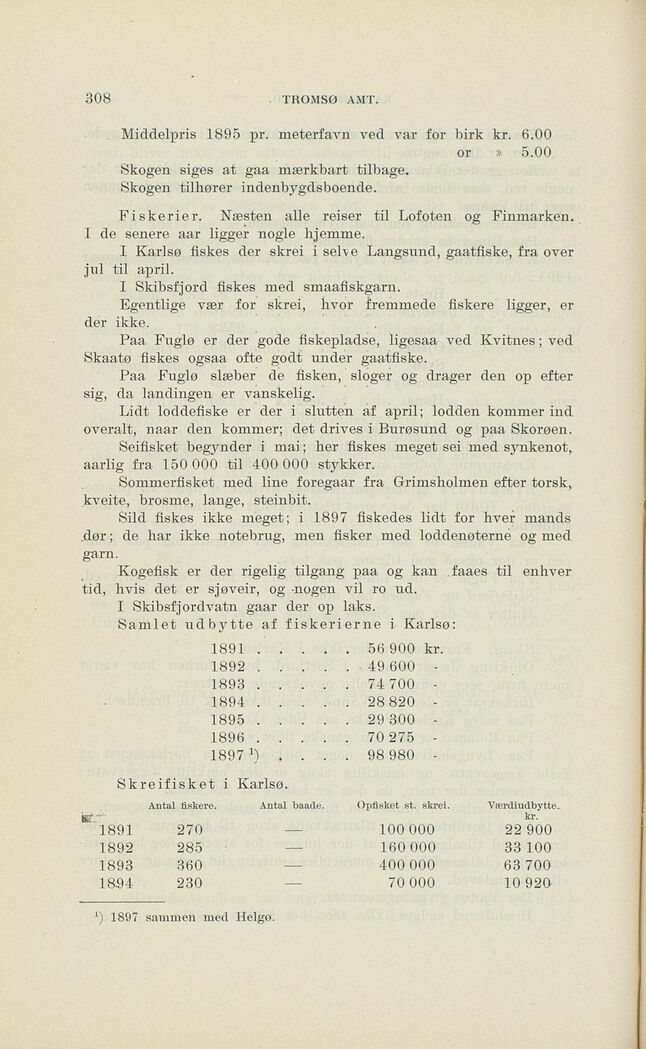 308
TROMSØ AMT.
Middelpris 1895 pr. meterfavn ved var for birk kr. 6.00
or » 5.00
Skogen siges at gaa mærkbart tilbage.
Skogen tilhører indenbygdsboende.
Fiskerier. Næsten alle reiser til Lofoten og Finmarken.
I de senere aar ligger nogle hjemme.
I Karlsø fiskes der skrei i selve Langsund, gaatfiske, fra over
jul til april.
I Skibsfjord fiskes med smaafiskgarn.
Egentlige vær for skrei, hvor fremmede fiskere ligger, er
der ikke.
Paa Fuglø er der gode fiskepladse, ligesaa ved Kvitnes; ved
Skaatø fiskes ogsaa ofte godt under gaatfiske.
Paa Fuglø slæber de fisken, sloger og drager den op efter
sig, da landingen er vanskelig.
Lidt loddefiske er der i slutten af april; lodden kommer ind
overalt, naar den kommer; det drives i Burøsund og paa Skorøen.
Seifisket begynder i mai; her fiskes meget sei med synkenot,
aarlig fra 150 000 til 400 000 stykker.
Sommerfisket med line foregaar fra Grimsholmen efter torsk,
kveite, brosme, lange, steinbit.
Sild fiskes ikke meget; i 1897 fiskedes lidt for hver mands
dør; de har ikke notebrug, men fisker med loddenøterne og med
garn.
Kogefisk er der rigelig tilgang paa og kan faaes til enhver
tid, hvis det er sjøveir, og nogen vil ro ud.
I Skibsfjordvatn gaar der op laks.
Samlet udbytte af fiskerierne i Karlsø:
1891 . . . . . 56 900 kr.
1892 . . . . . 49 600 -
1893 . . . . . 74 700 -
1894 . . . . . 28 820 -
1895 . . . . . 29 300 -
1896 . . . . . 70 275 -
1897 ¹) . . . . 98 980 -
Skreifisket i Karlsø.
Antal fiskere. Antal baade. Opfisket st. skrei. Værdiudbytte.
kr.
1891 270 — 100 000 22 900
1892 285 — 160 000 33 100
1893 360 — 400 000 63 700
1894 230 — 70 000 10 920
¹) 1897 sammen med Helgø.